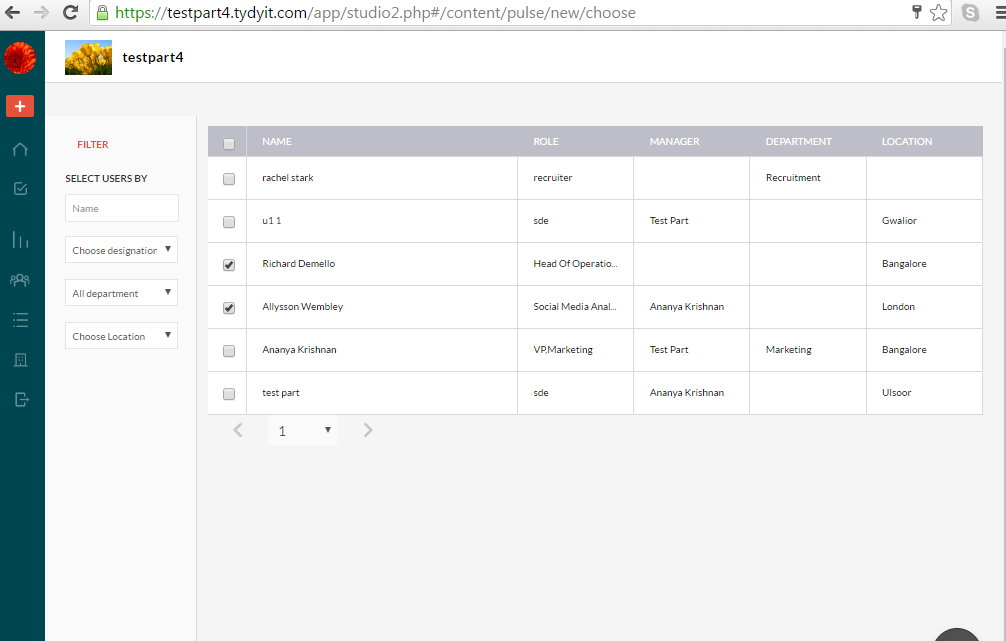 https://testpart4.tydyit.com/app/studio2.php#/content/pulse/new/choose
testpart4
FILTER
SELECT USERS BY
Name
Choose designation
All department
Choose Location
NAME ROLE MANAGER DEPARTMENT LOCATION
rachel stark recruiter Recruitment
u1 1 sde Test Part Gwalior
Richard Demello Head Of Operatio... Bangalore
Allysson Wembley Social Media Anal... Ananya Krishnan London
Ananya Krishnan VP.Marketing Test Part Marketing Bangalore
test part sde Ananya Krishnan Ulsoor
1